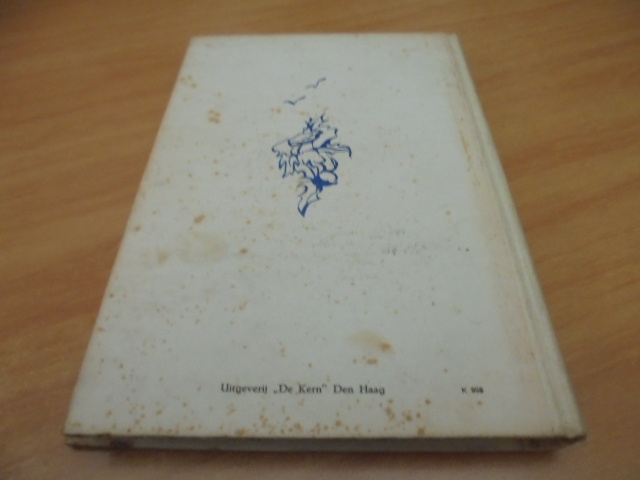 Uitgeverij „De Kern" Den Haag